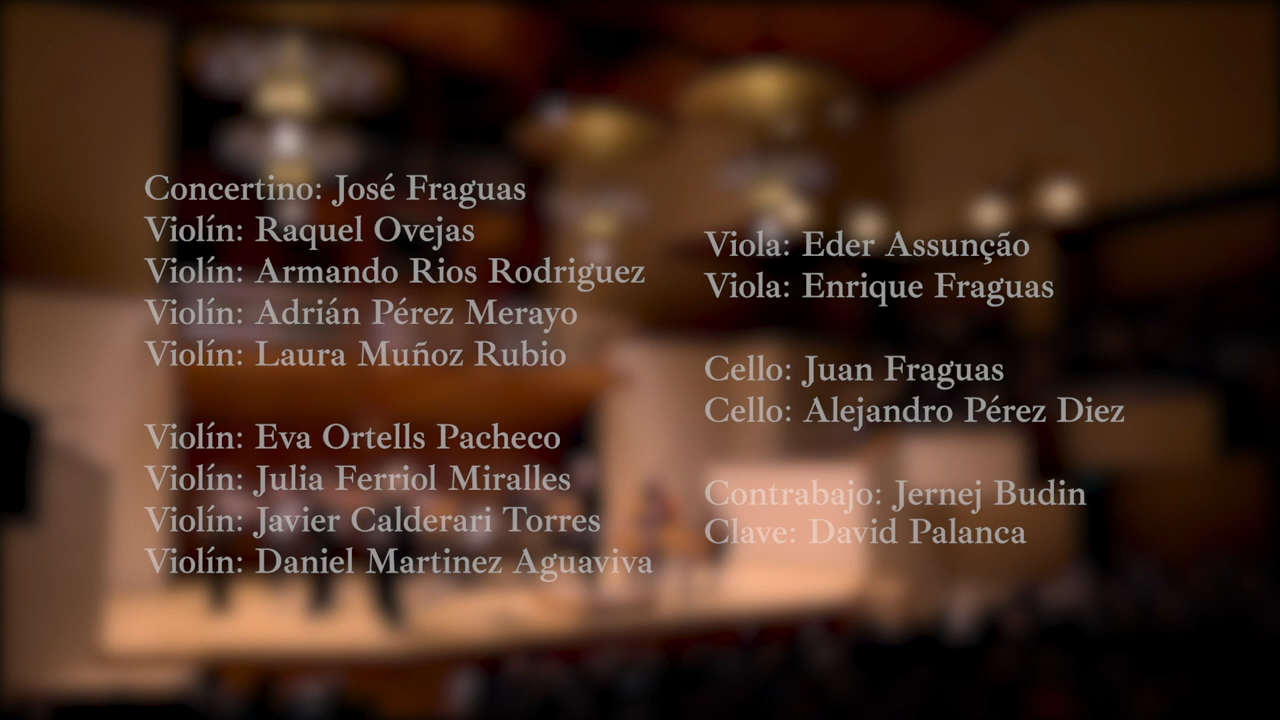 Concertino: José Fraguas
Violín: Raquel Ovejas
Violín: Armando Rios Rodriguez
Violín: Adrián Pérez Merayo
Violín: Laura Muñoz Rubio
Violín: Eva Ortells Pacheco
Violín: Julia Ferriol Miralles
Violín: Javier Calderari Torres
Violín: Daniel Martinez Aguaviva
Viola: Eder Assunção
Viola: Enrique Fraguas
Cello: Juan Fraguas
Cello: Alejandro Pérez Diez
Contrabajo: Jernej Budin
Clave: David Palanca